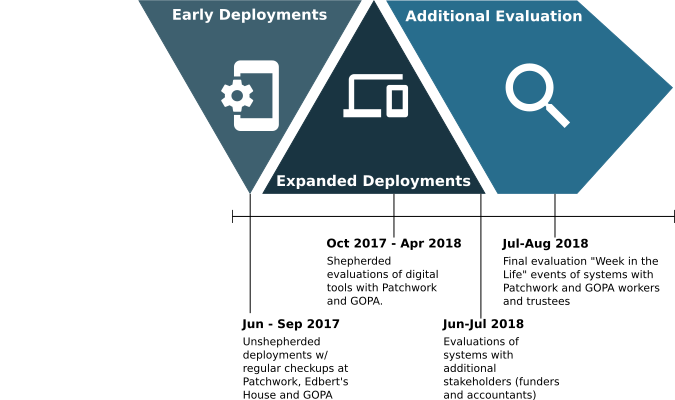 Early Deployments
Additional Evaluation
Expanded Deployments
Oct 2017 - Apr 2018
Shepherded
evaluations of digital
tools with Patchwork
and GOPA.
Jul-Aug 2018
Final evaluation "Week in the
Life" events of systems with
Patchwork and GOPA workers
and trustees
Jun - Sep 2017
Unshepherded
deployments w/
regular checkups at
Patchwork, Edbert's
House and GOPA
Jun-Jul 2018
Evaluations of
systems with
additional
stakeholders (funders
and accountants)